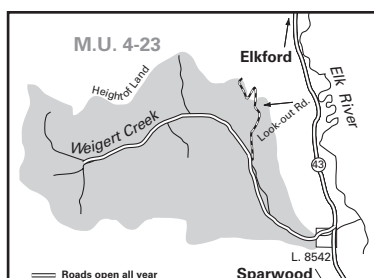 M.U. 4-23
Elkford
Height of Land
Elk River
Look-out Rd.
Weigert Creek
43
L. 8542
Roads open all year
Sparwood